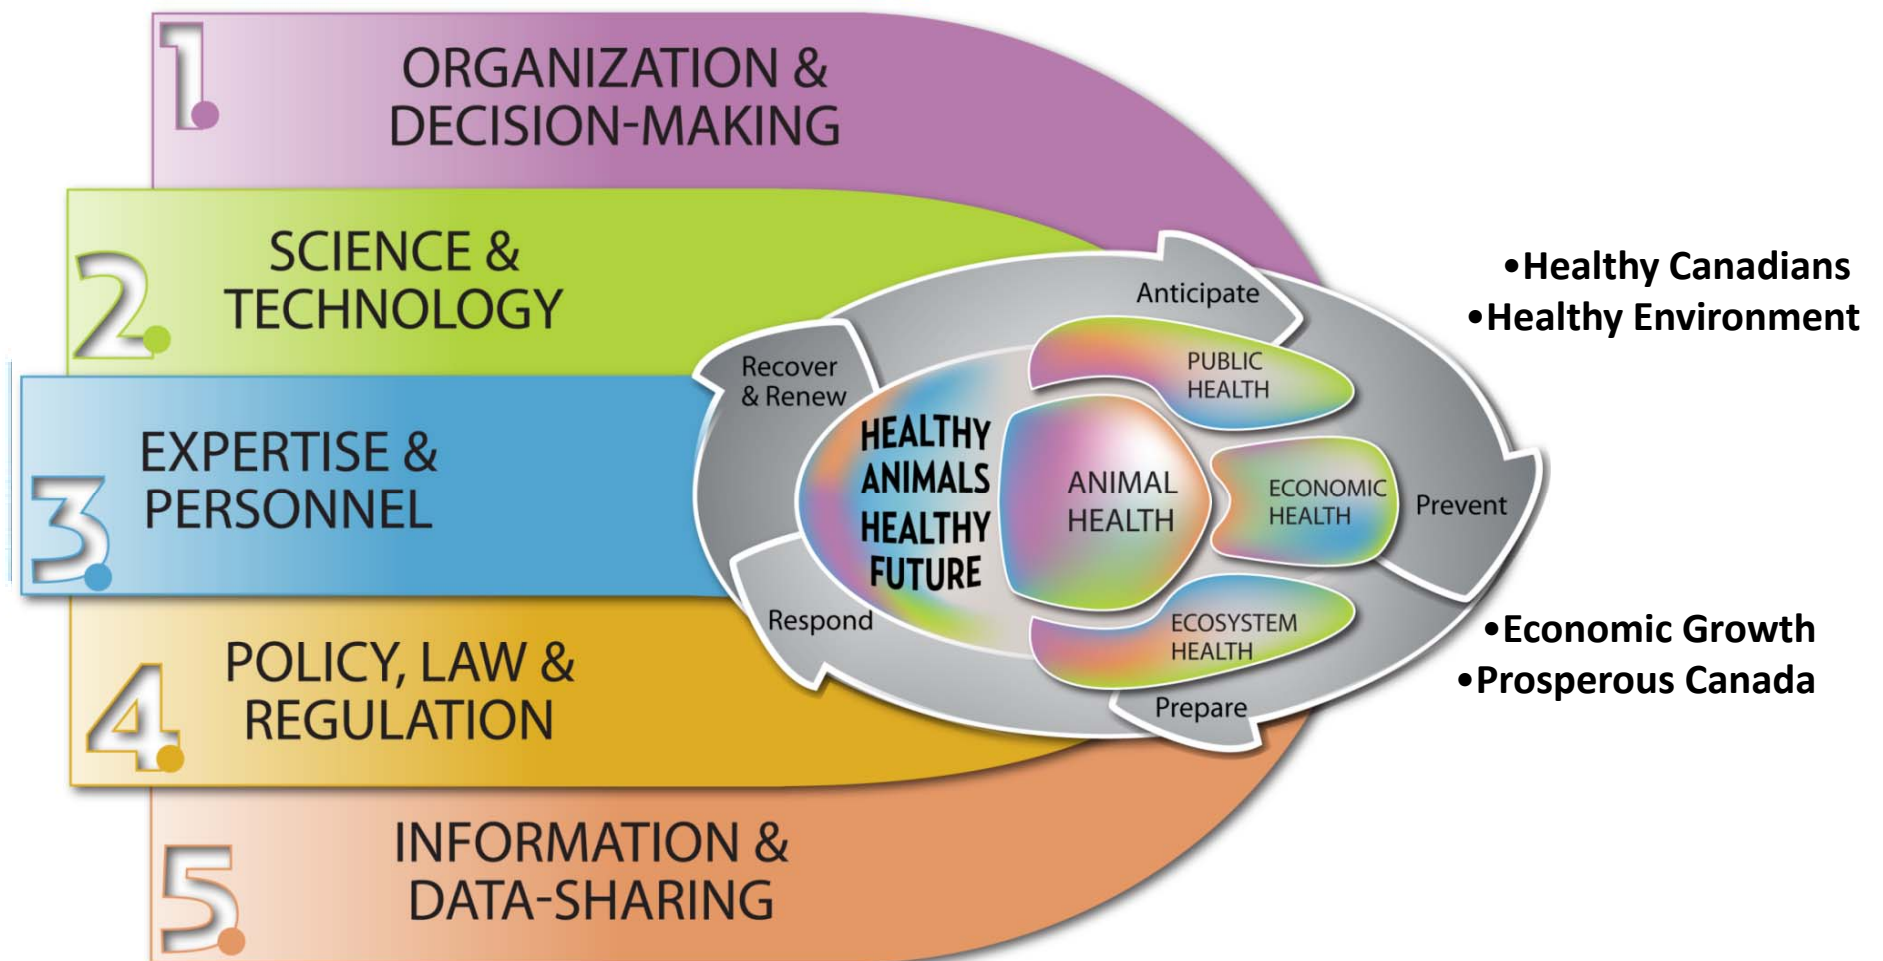 1.
ORGANIZATION &
DECISION-MAKING
2.
SCIENCE &
TECHNOLOGY
3.
EXPERTISE &
PERSONNEL
4.
POLICY, LAW &
REGULATION
5.
INFORMATION &
DATA-SHARING
Anticipate
Prevent
Prepare
Respond
Recover
& Renew
HEALTHY
ANIMALS
HEALTHY
FUTURE
ANIMAL
HEALTH
PUBLIC
HEALTH
ECONOMIC
HEALTH
ECOSYSTEM
HEALTH
•Healthy Canadians
•Healthy Environment
•Economic Growth
•Prosperous Canada